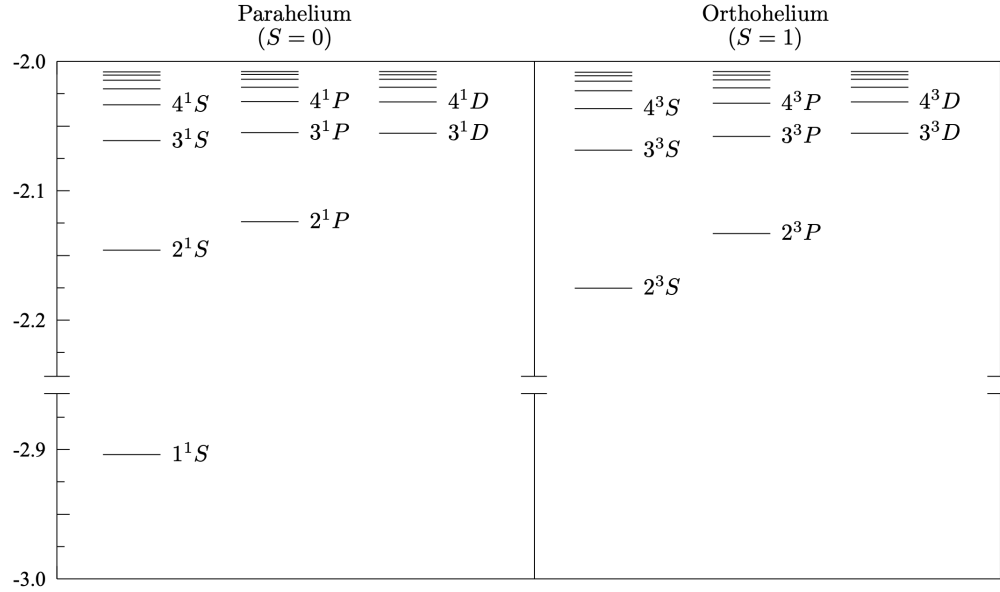 Parahelium
(S = 0)
Orthohelium
(S = 1)
-2.0
4¹S
4¹P
4¹D
4³S
4³P
4³D
3¹S
3¹P
3¹D
3³S
3³P
3³D
-2.1
2¹S
2¹P
2³S
2³P
-2.2
-2.9
1¹S
-3.0